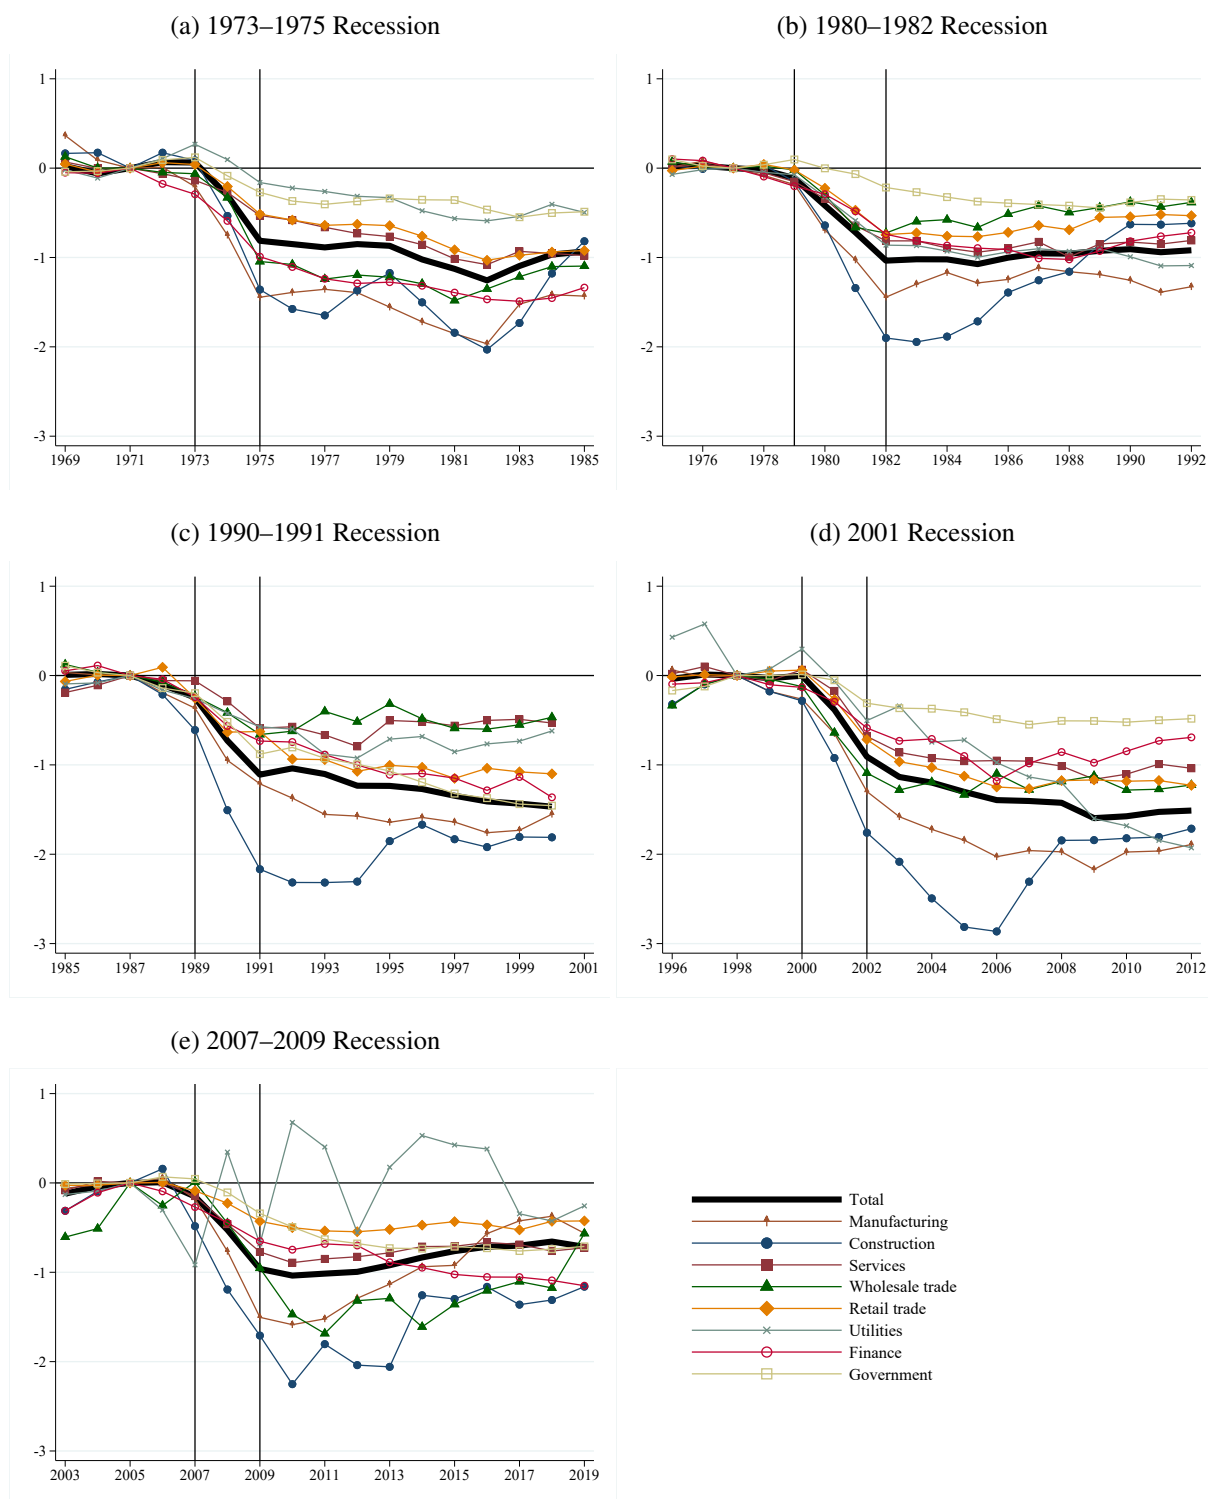 (a) 1973–1975 Recession
1
0
-1
-2
-3
1969 1971 1973 1975 1977 1979 1981 1983 1985
(b) 1980–1982 Recession
1
0
-1
-2
-3
1976 1978 1980 1982 1984 1986 1988 1990 1992
(c) 1990–1991 Recession
1
0
-1
-2
-3
1985 1987 1989 1991 1993 1995 1997 1999 2001
(d) 2001 Recession
1
0
-1
-2
-3
1996 1998 2000 2002 2004 2006 2008 2010 2012
(e) 2007–2009 Recession
1
0
-1
-2
-3
2003 2005 2007 2009 2011 2013 2015 2017 2019
Total
Manufacturing
Construction
Services
Wholesale trade
Retail trade
Utilities
Finance
Government